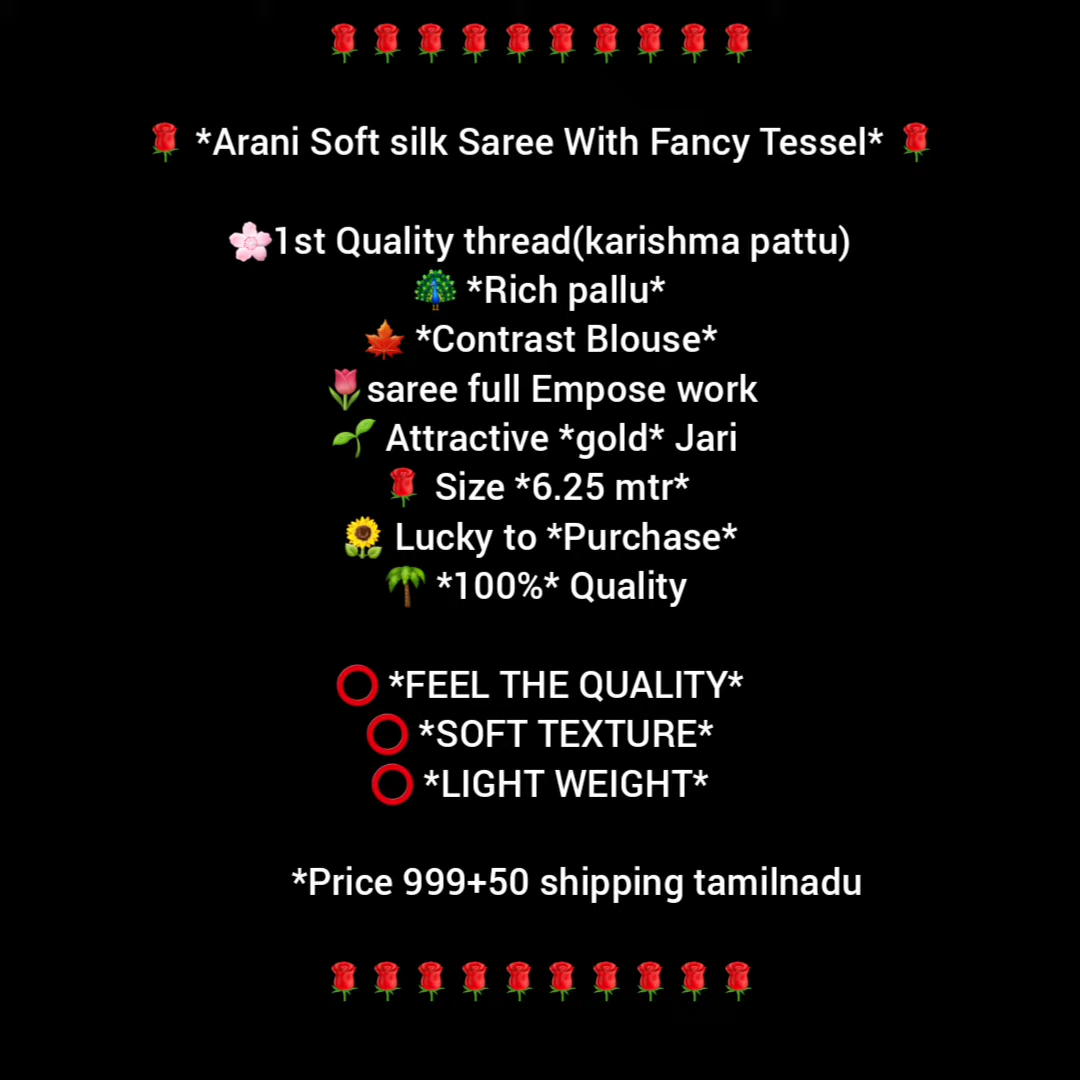 🌹🌹🌹🌹🌹🌹🌹🌹🌹🌹
🌹 *Arani Soft silk Saree With Fancy Tessel* 🌹
🌸1st Quality thread(karishma pattu)
🦚 *Rich pallu*
🍁 *Contrast Blouse*
🌷saree full Empose work
🌱 Attractive *gold* Jari
🌹 Size *6.25 mtr*
🌻 Lucky to *Purchase*
🌴 *100%* Quality
⭕ *FEEL THE QUALITY*
⭕ *SOFT TEXTURE*
⭕ *LIGHT WEIGHT*
*Price 999+50 shipping tamilnadu
🌹🌹🌹🌹🌹🌹🌹🌹🌹🌹